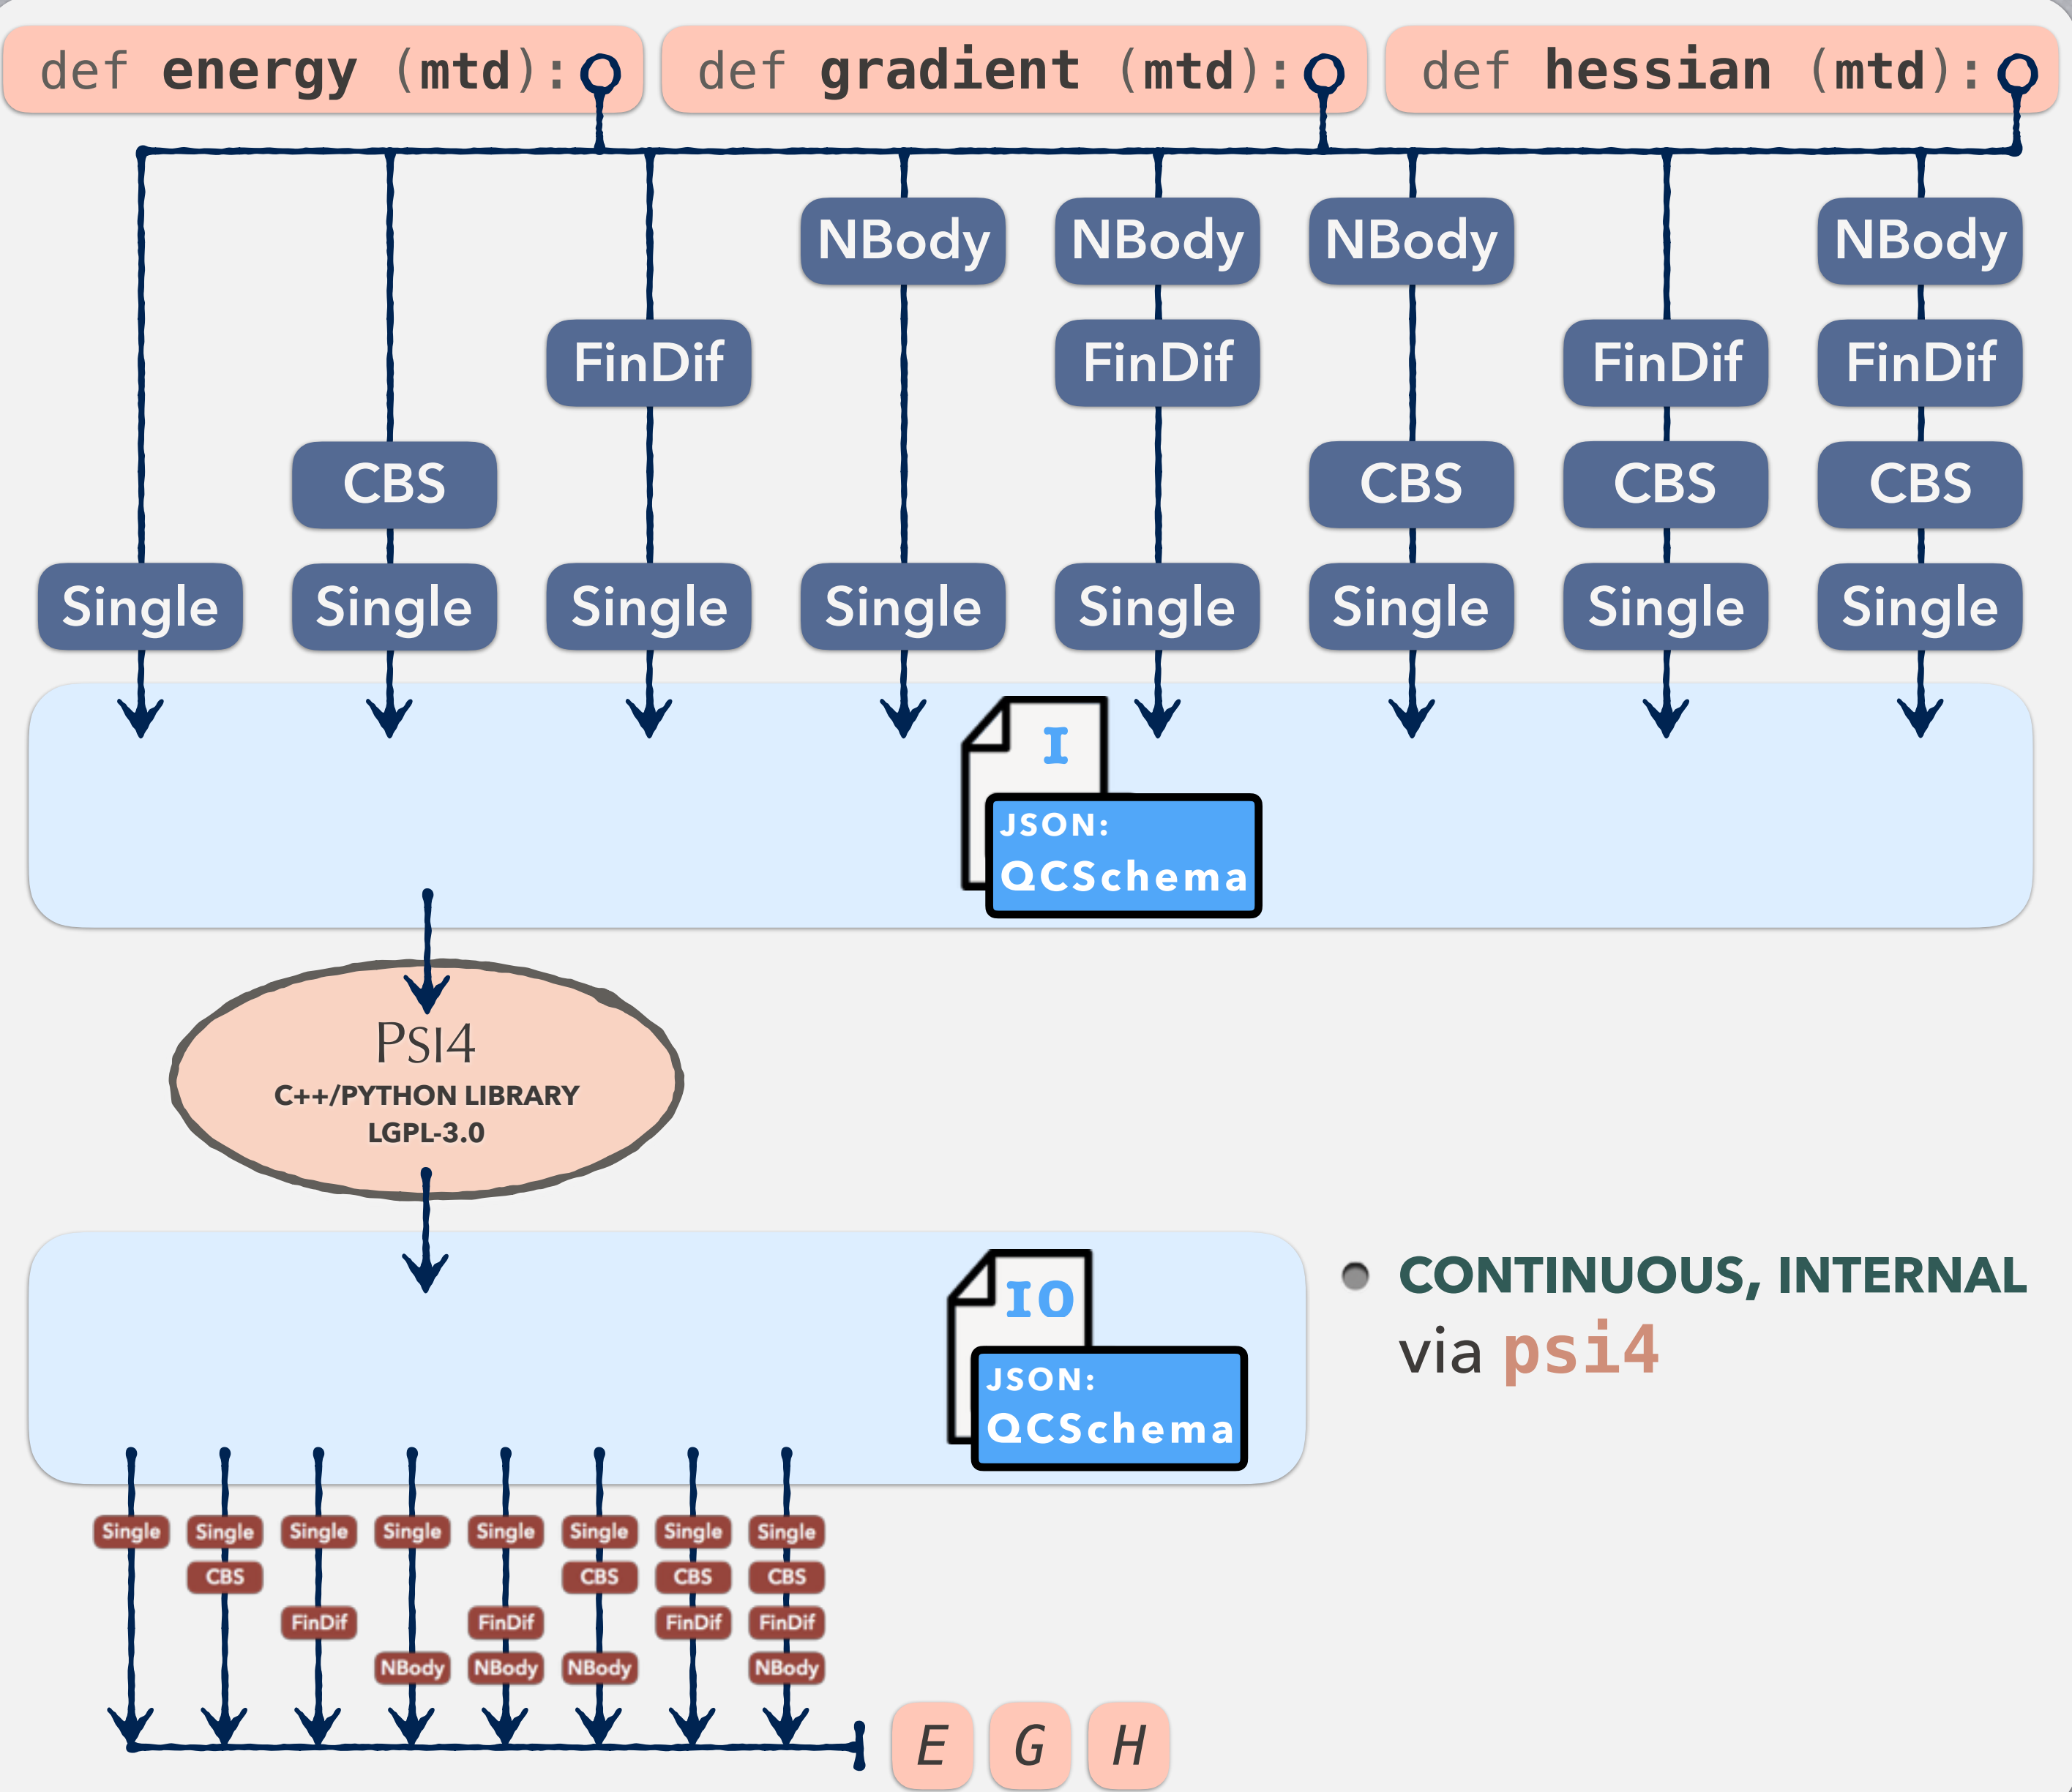 def energy (mtd):
def gradient (mtd):
def hessian (mtd):
NBody NBody NBody NBody
FinDif FinDif FinDif FinDif
CBS CBS CBS CBS
Single Single Single Single Single Single Single Single
I
JSON:
QCSchema
PSI4
C++/PYTHON LIBRARY
LGPL-3.0
IO
JSON:
QCSchema
• CONTINUOUS, INTERNAL
via psi4
Single Single Single Single Single Single Single Single
CBS CBS CBS CBS
FinDif FinDif FinDif FinDif
NBody NBody NBody NBody
E G H